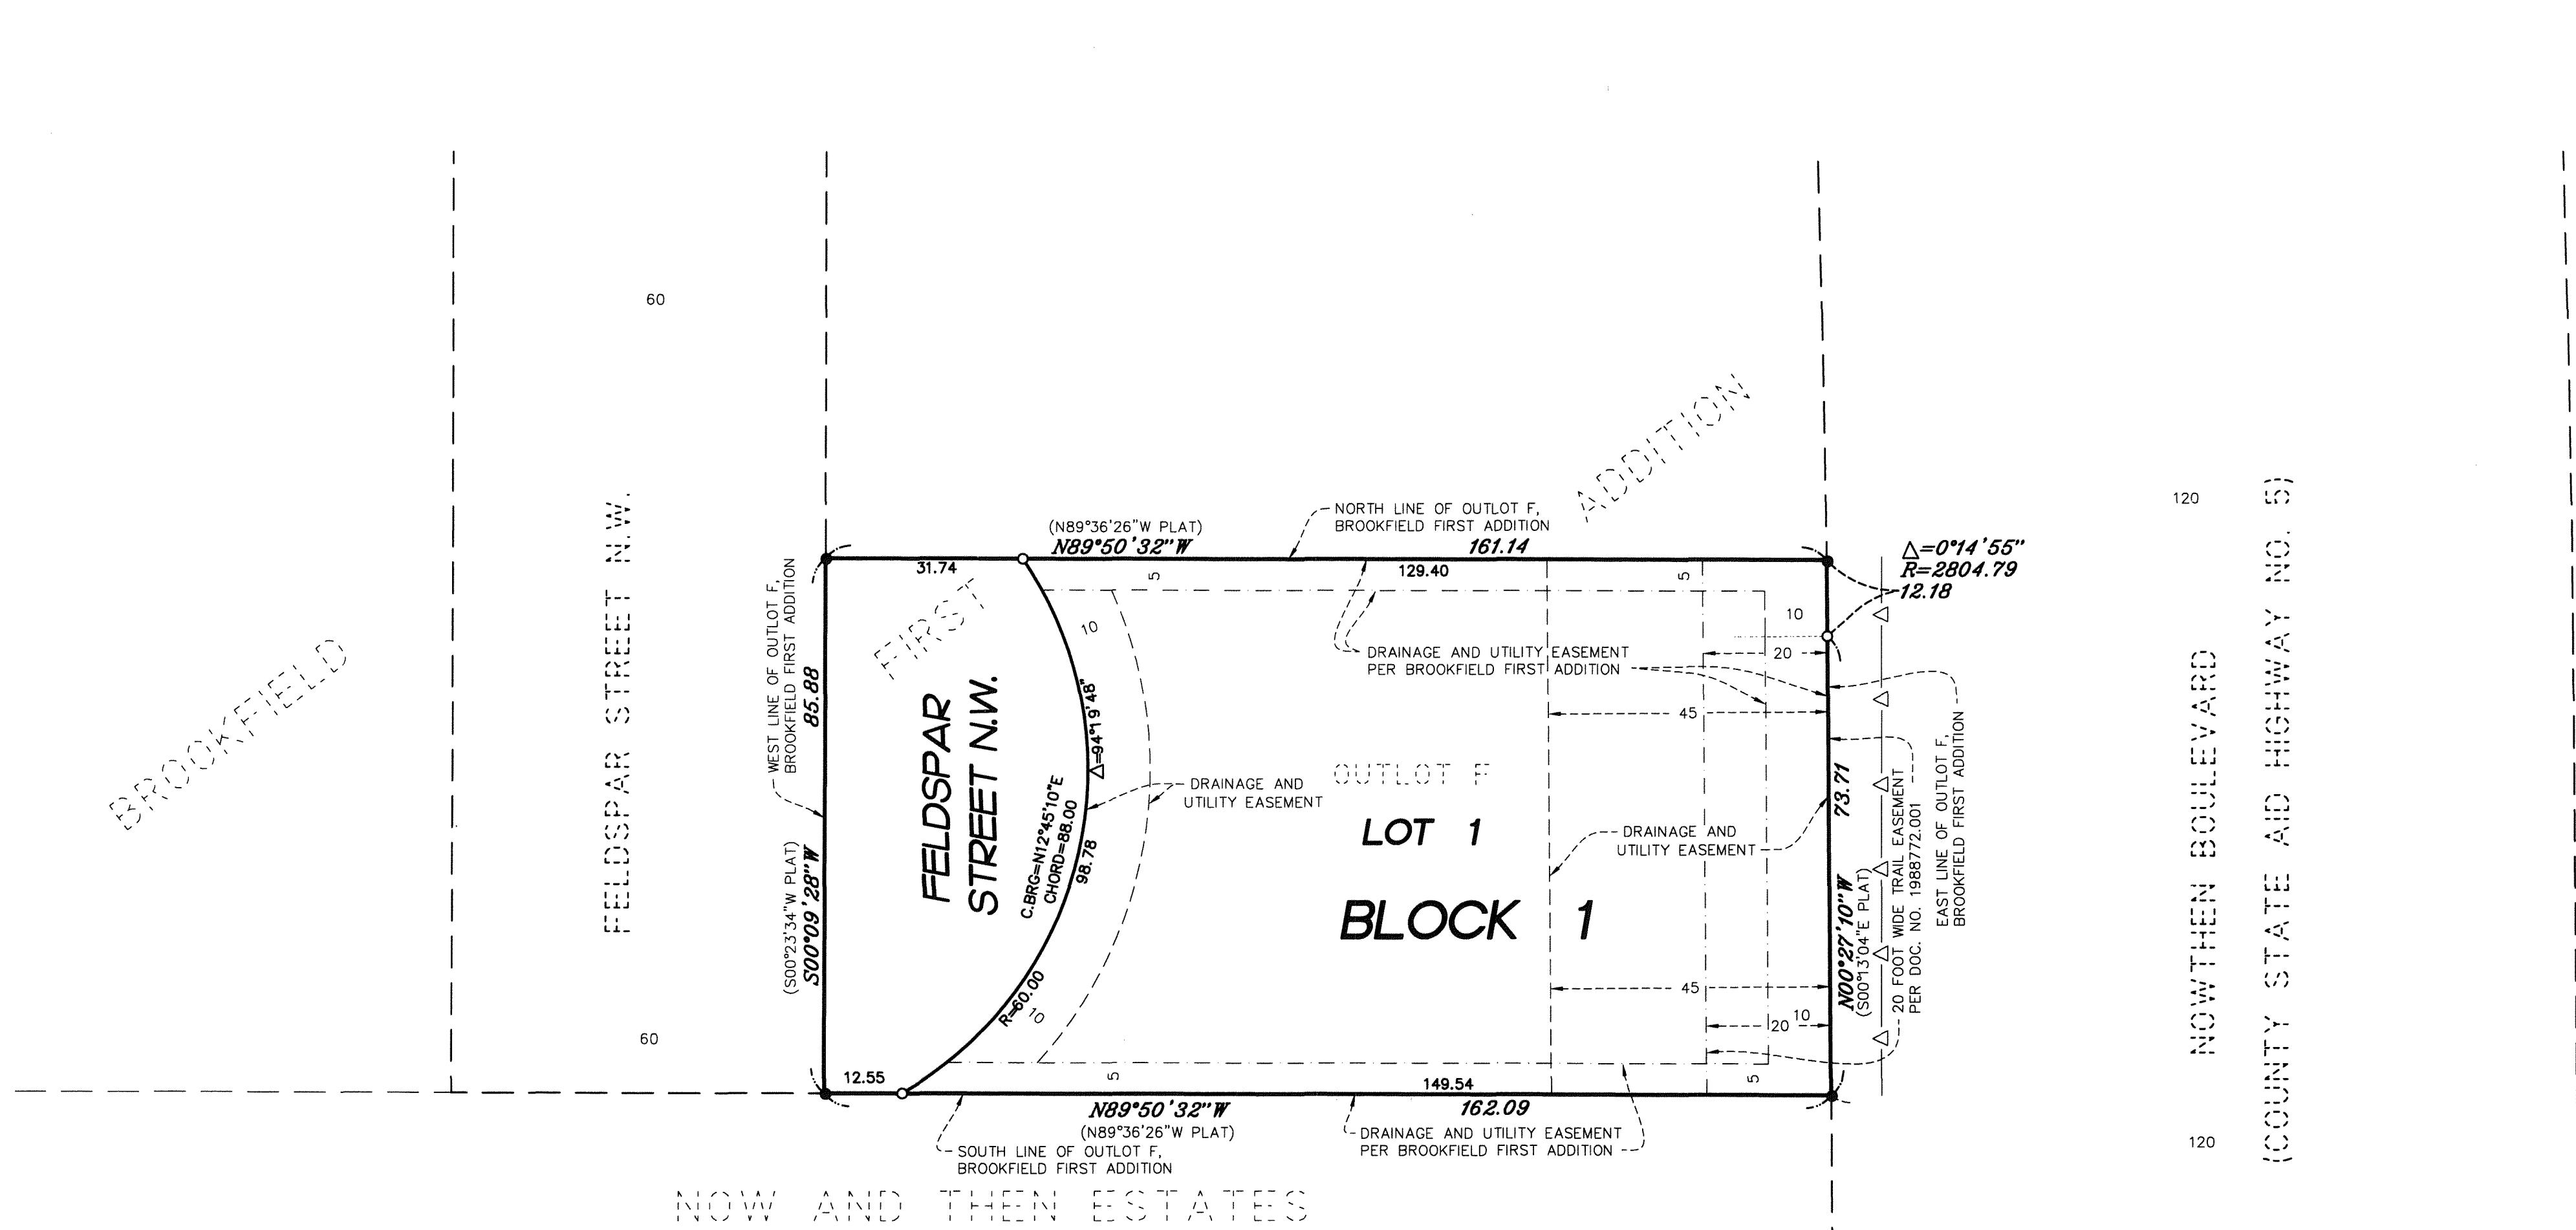 60
120
ADDITION
NORTH LINE OF OUTLOT F,
BROOKFIELD FIRST ADDITION
(N89°36'26"W PLAT)
N89°50'32"W
161.14
Δ=0°14'55"
R=2804.79
12.18
31.74
5
129.40
5
FIRST
10
10
DRAINAGE AND UTILITY EASEMENT
PER BROOKFIELD FIRST ADDITION
20
45
BROOKFIELD
FELDSPAR STREET N.W.
WEST LINE OF OUTLOT F,
BROOKFIELD FIRST ADDITION
85.88
(S00°23'34"W PLAT)
S00°09'28"W
FELDSPAR
STREET N.W.
C.BRG=N12°45'10"E
CHORD=88.00
Δ=94°19'48"
98.78
R=60.00
10
DRAINAGE AND
UTILITY EASEMENT
OUTLOT F
LOT 1
BLOCK 1
DRAINAGE AND
UTILITY EASEMENT
45
20
10
73.71
N00°27'10"W
(S00°13'04"E PLAT)
20 FOOT WIDE TRAIL EASEMENT
PER DOC. NO. 1988772.001
EAST LINE OF OUTLOT F,
BROOKFIELD FIRST ADDITION
NOWTHEN BOULEVARD
(COUNTY STATE AID HIGHWAY NO. 5)
60
12.55
5
149.54
5
N89°50'32"W
162.09
(N89°36'26"W PLAT)
SOUTH LINE OF OUTLOT F,
BROOKFIELD FIRST ADDITION
DRAINAGE AND UTILITY EASEMENT
PER BROOKFIELD FIRST ADDITION
120
NOW AND THEN ESTATES